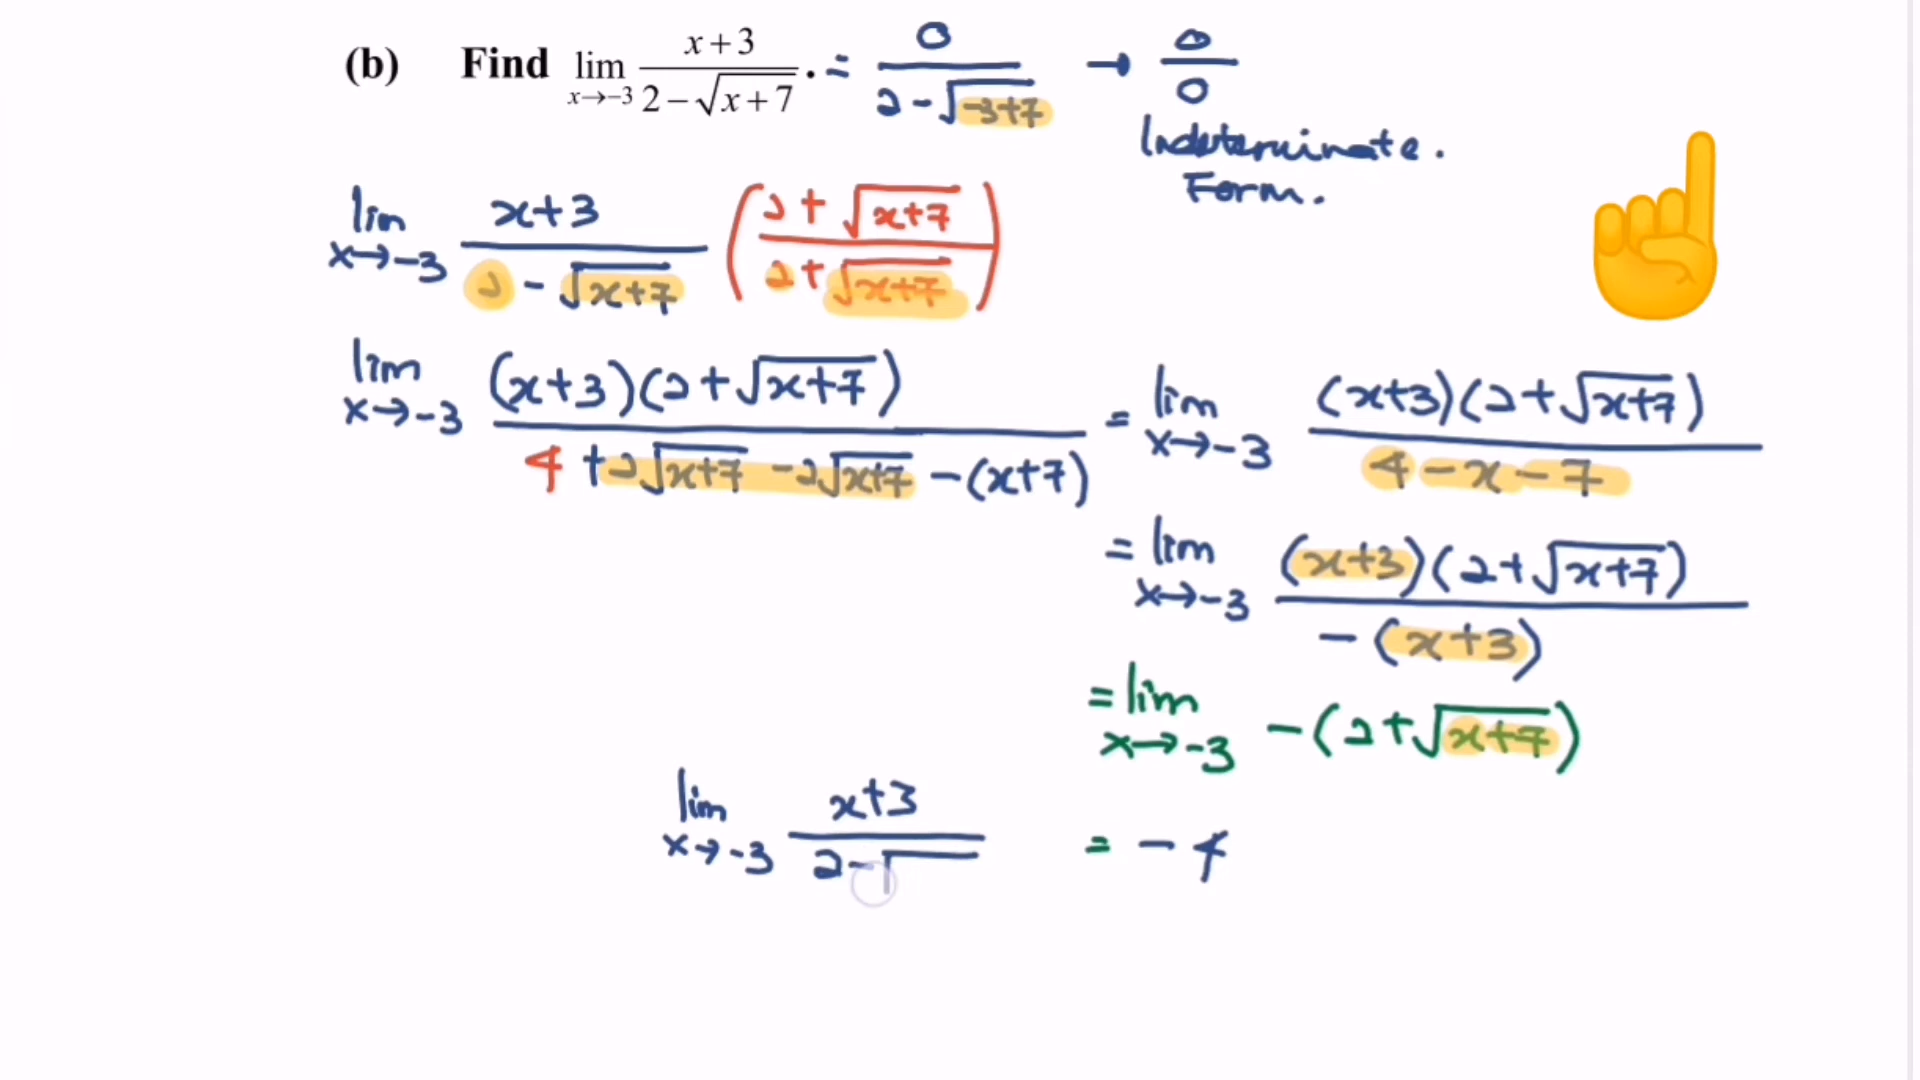 (b) Find lim x→-3 (x+3)/(2-√(x+7)). = 0/(2-√(-3+7)) → 0/0
Indeterminate.
Form.
lim x→-3 (x+3)/(2-√(x+7)) ((2+√(x+7))/(2+√(x+7)))
lim x→-3 ((x+3)(2+√(x+7)))/(4+2√(x+7)-2√(x+7)-(x+7))
= lim x→-3 ((x+3)(2+√(x+7)))/(4-x-7)
= lim x→-3 ((x+3)(2+√(x+7)))/(-(x+3))
= lim x→-3 -(2+√(x+7))
lim x→-3 (x+3)/(2-√ = -4